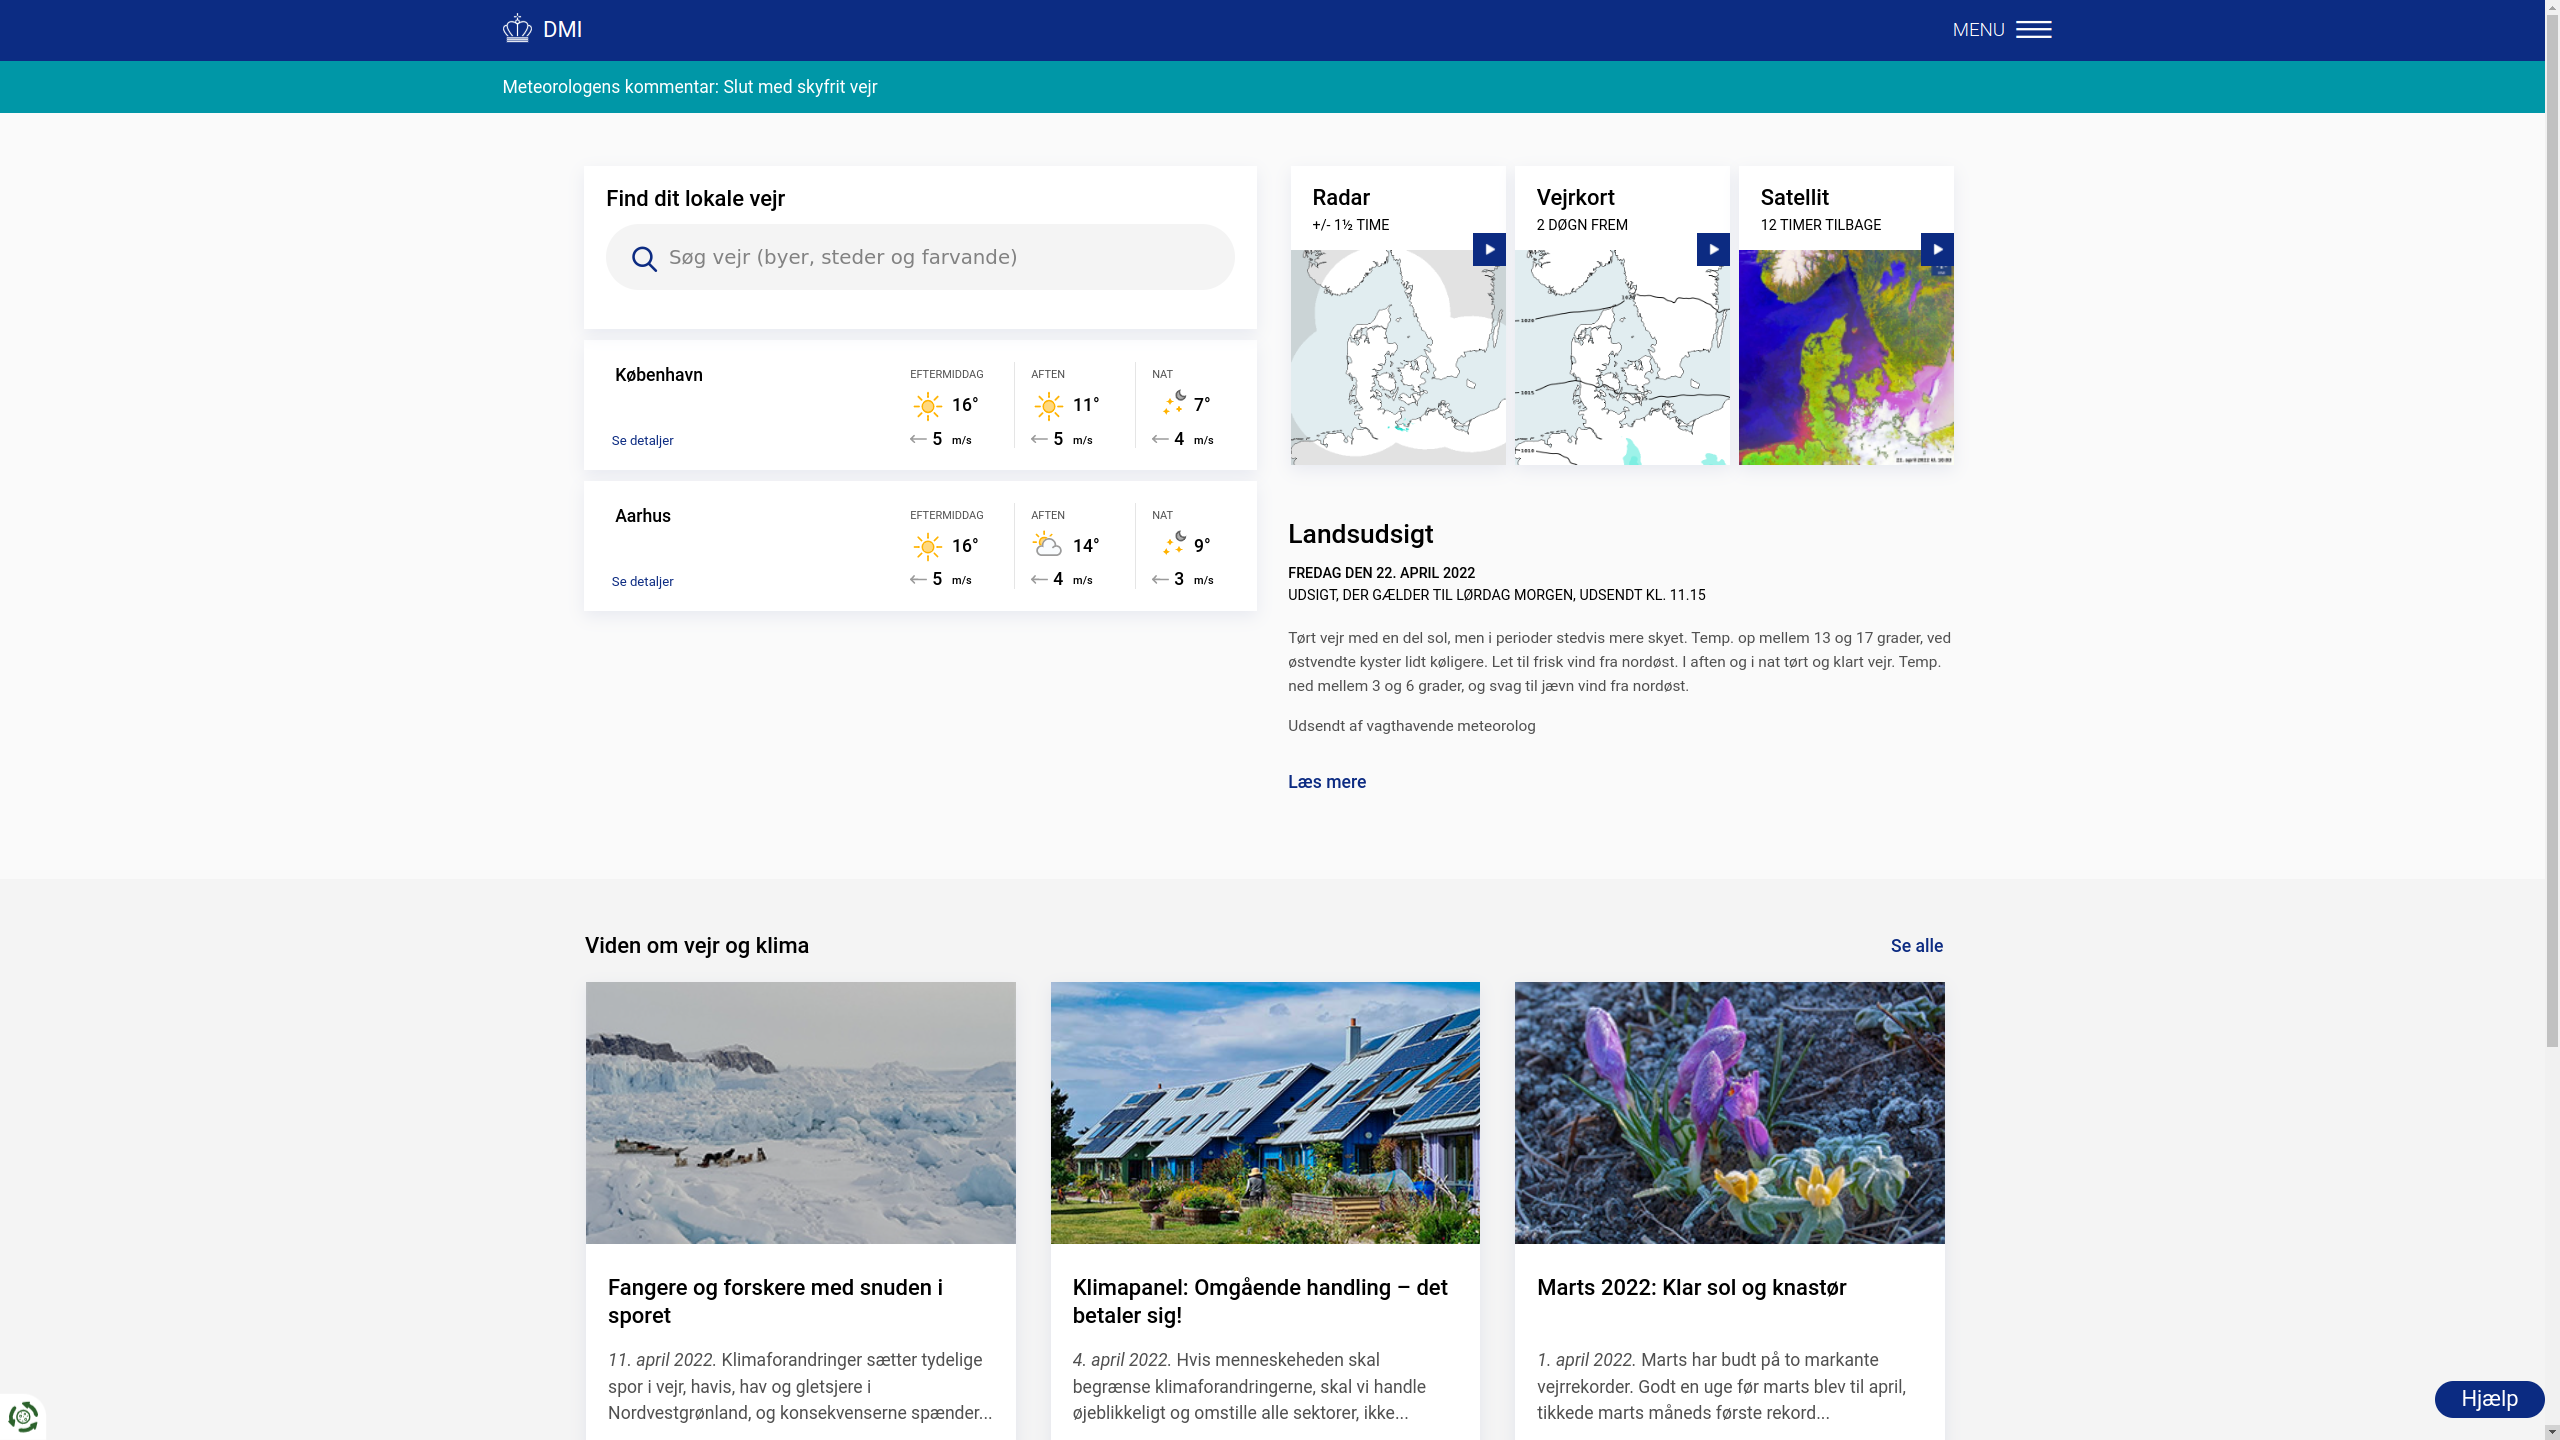 DMI
MENU
Meteorologens kommentar: Slut med skyfrit vejr
Find dit lokale vejr
Søg vejr (byer, steder og farvande)
København
EFTERMIDDAG
16°
5 m/s
AFTEN
11°
5 m/s
NAT
7°
4 m/s
Se detaljer
Aarhus
EFTERMIDDAG
16°
5 m/s
AFTEN
14°
4 m/s
NAT
9°
3 m/s
Se detaljer
Radar
+/- 1½ TIME
Vejrkort
2 DØGN FREM
Satellit
12 TIMER TILBAGE
Landsudsigt
FREDAG DEN 22. APRIL 2022
UDSIGT, DER GÆLDER TIL LØRDAG MORGEN, UDSENDT KL. 11.15
Tørt vejr med en del sol, men i perioder stedvis mere skyet. Temp. op mellem 13 og 17 grader, ved
østvendte kyster lidt køligere. Let til frisk vind fra nordøst. I aften og i nat tørt og klart vejr. Temp.
ned mellem 3 og 6 grader, og svag til jævn vind fra nordøst.
Udsendt af vagthavende meteorolog
Læs mere
Viden om vejr og klima
Se alle
Fangere og forskere med snuden i
sporet
11. april 2022. Klimaforandringer sætter tydelige
spor i vejr, havis, hav og gletsjere i
Nordvestgrønland, og konsekvenserne spænder...
Klimapanel: Omgående handling – det
betaler sig!
4. april 2022. Hvis menneskeheden skal
begrænse klimaforandringerne, skal vi handle
øjeblikkeligt og omstille alle sektorer, ikke...
Marts 2022: Klar sol og knastør
1. april 2022. Marts har budt på to markante
vejrrekorder. Godt en uge før marts blev til april,
tikkede marts måneds første rekord...
Hjælp